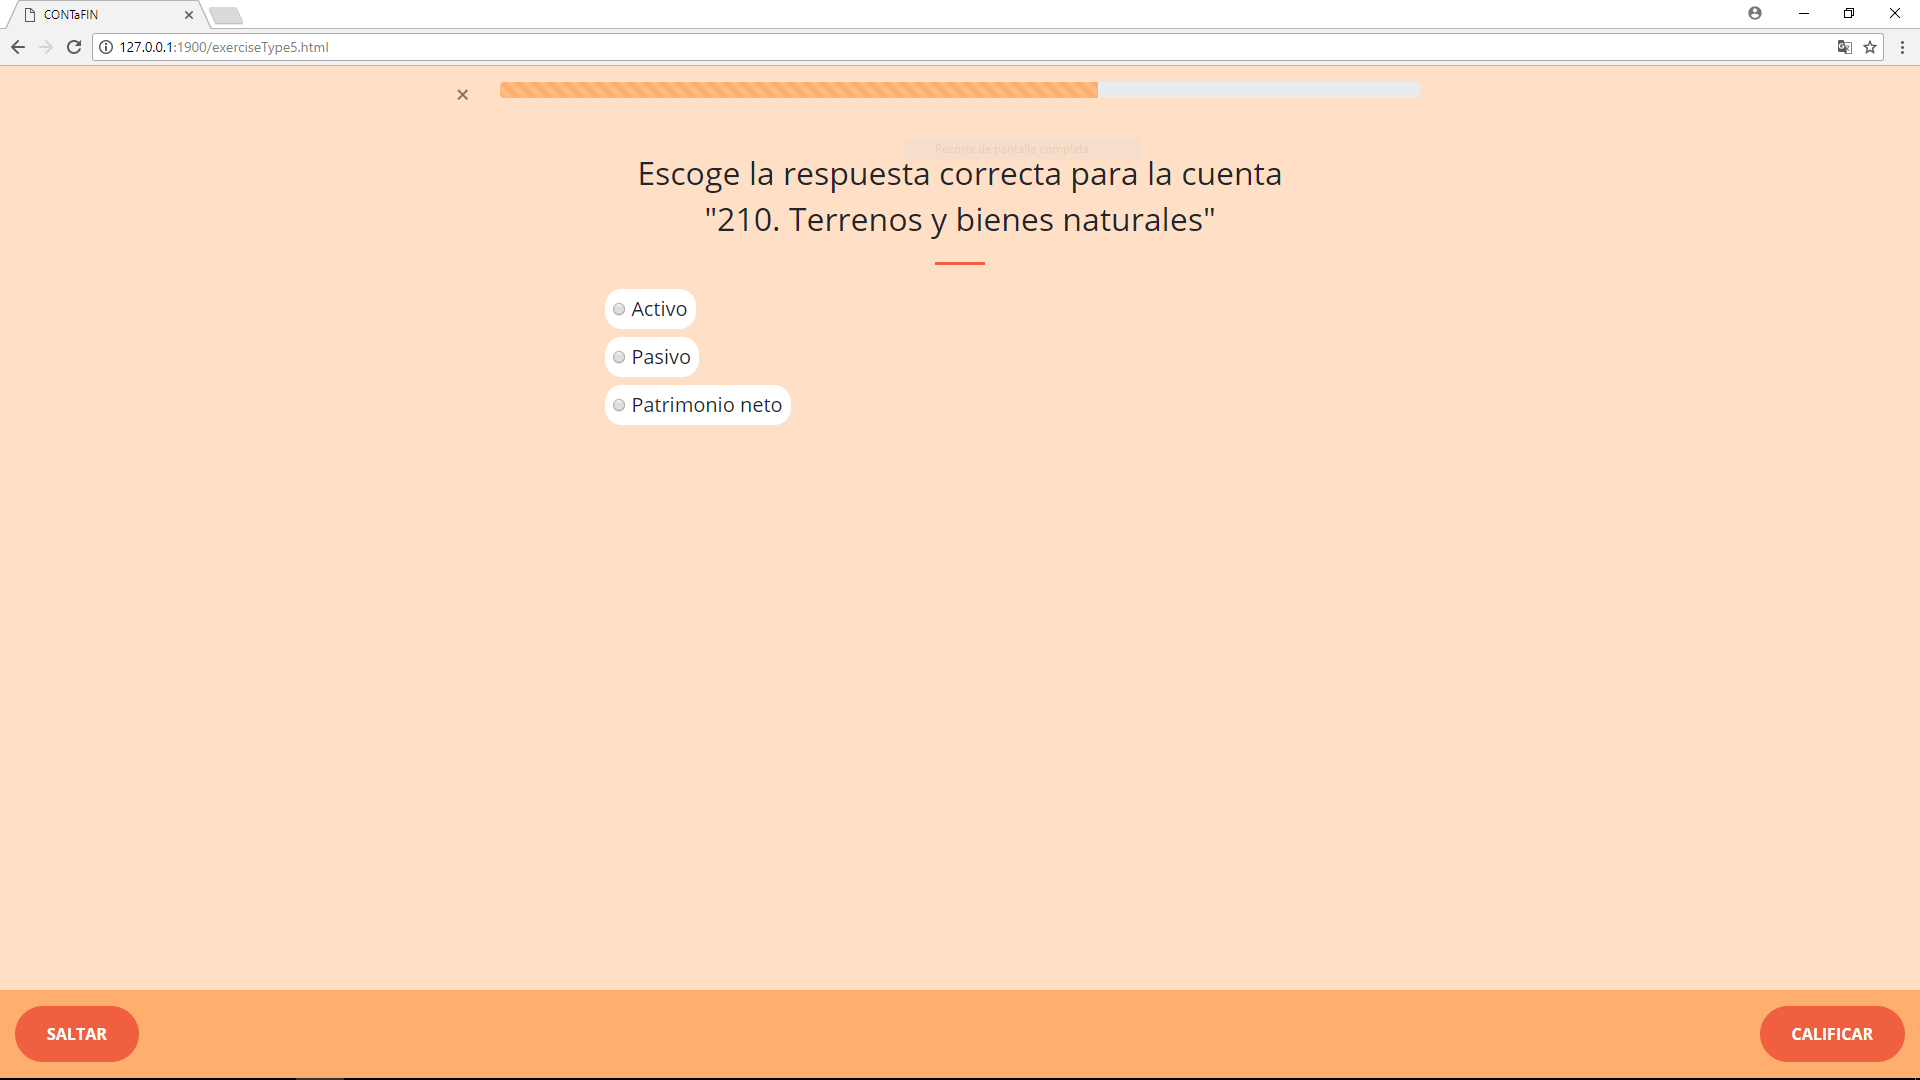 CONTaFIN
127.0.0.1:1900/exerciseType5.html
Recorte de pantalla completa
Escoge la respuesta correcta para la cuenta
"210. Terrenos y bienes naturales"
Activo
Pasivo
Patrimonio neto
SALTAR
CALIFICAR